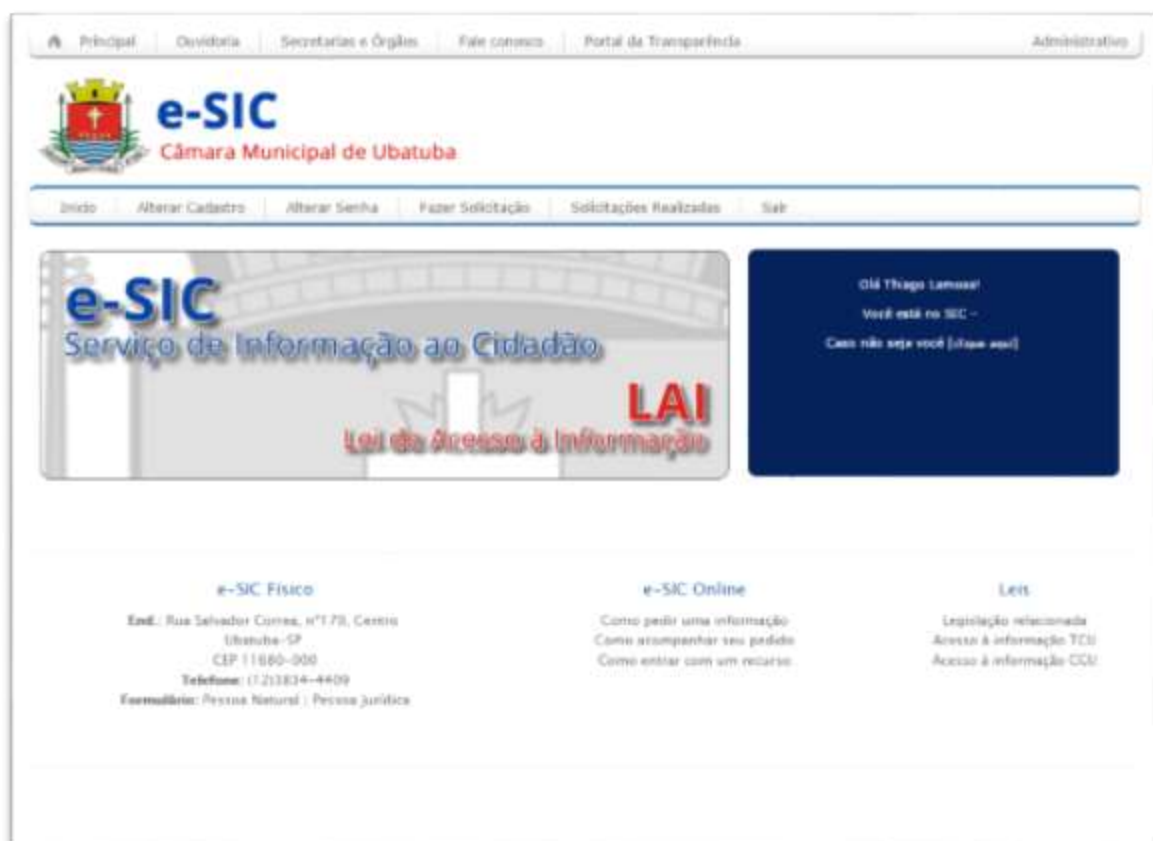 Principal Ouvidoria Secretarias e Órgãos Fale conosco Portal da Transparência Administrativo
e-SIC
Câmara Municipal de Ubatuba
Inicio Alterar Cadastro Alterar Senha Fazer Solicitação Solicitações Realizadas Sair
e-SIC
Serviço de Informação ao Cidadão
LAI
Lei de Acesso à Informação
Olá Thiago
Você está no SIC -
Caso não seja você [clique aqui]
e-SIC Físico
End.: Rua Salvador Correa, nº170, Centro
Ubatuba-SP
CEP 11680-000
Telefone: (12)3834-4409
Formulário: Pessoa Natural | Pessoa Jurídica
e-SIC Online
Como pedir uma informação
Como acompanhar seu pedido
Como entrar com um recurso
Leis
Legislação relacionada
Acesso à informação TCU
Acesso à informação CGU